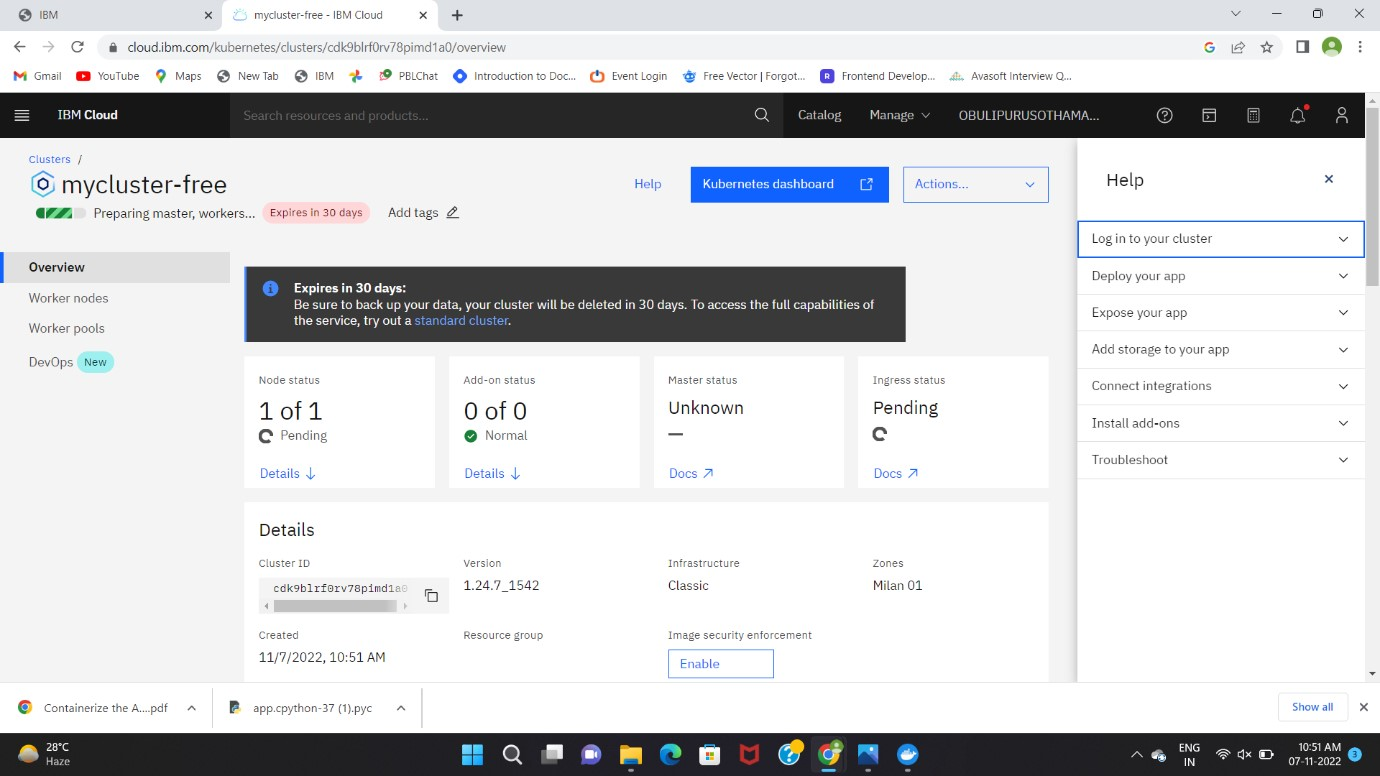 IBM
mycluster-free - IBM Cloud
cloud.ibm.com/kubernetes/clusters/cdk9blrf0rv78pimd1a0/overview
Gmail YouTube Maps New Tab IBM PBLChat Introduction to Doc... Event Login Free Vector | Forgot... Frontend Develop... Avasoft Interview Q...
IBM Cloud
Search resources and products...
Catalog Manage OBULIPURUSOTHAMA...
Clusters /
mycluster-free
Help
Kubernetes dashboard
Actions...
Preparing master, workers... Expires in 30 days Add tags
Overview
Worker nodes
Worker pools
DevOps New
Expires in 30 days:
Be sure to back up your data, your cluster will be deleted in 30 days. To access the full capabilities of
the service, try out a standard cluster.
Node status
1 of 1
Pending
Details
Add-on status
0 of 0
Normal
Details
Master status
Unknown
Docs
Ingress status
Pending
Docs
Details
Cluster ID
cdk9blrf0rv78pimd1a0
Version
1.24.7_1542
Infrastructure
Classic
Zones
Milan 01
Created
11/7/2022, 10:51 AM
Resource group
Image security enforcement
Enable
Help
Log in to your cluster
Deploy your app
Expose your app
Add storage to your app
Connect integrations
Install add-ons
Troubleshoot
Containerize the A....pdf
app.cpython-37 (1).pyc
Show all
28°C
Haze
ENG
IN
10:51 AM
07-11-2022
3